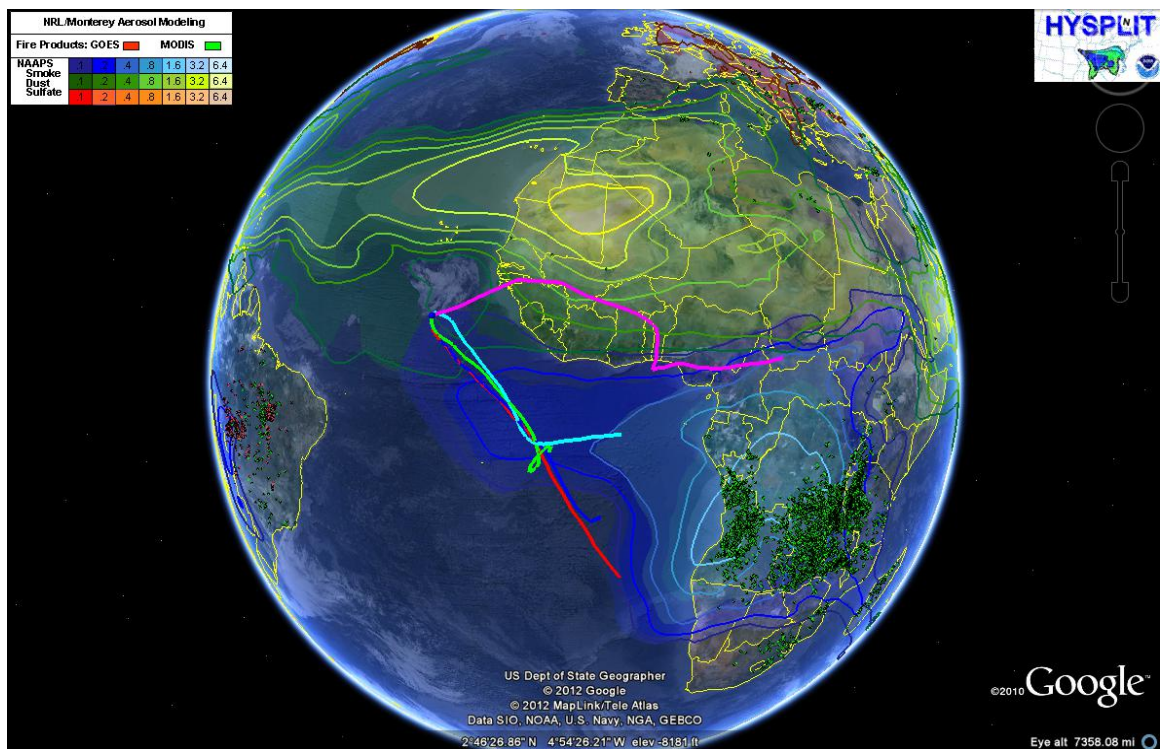 NRL/Monterey Aerosol Modeling
Fire Products: GOES MODIS
NAAPS
Smoke
Dust
Sulfate
.1 .2 .4 .8 1.6 3.2 6.4
.1 .2 .4 .8 1.6 3.2 6.4
.1 .2 .4 .8 1.6 3.2 6.4
HYSPLIT
N
US Dept of State Geographer
© 2012 Google
© 2012 MapLink/Tele Atlas
Data SIO, NOAA, U.S. Navy, NGA, GEBCO
©2010 Google™
2°46'26.86" N 4°54'26.21" W elev -8181 ft
Eye alt 7358.08 mi